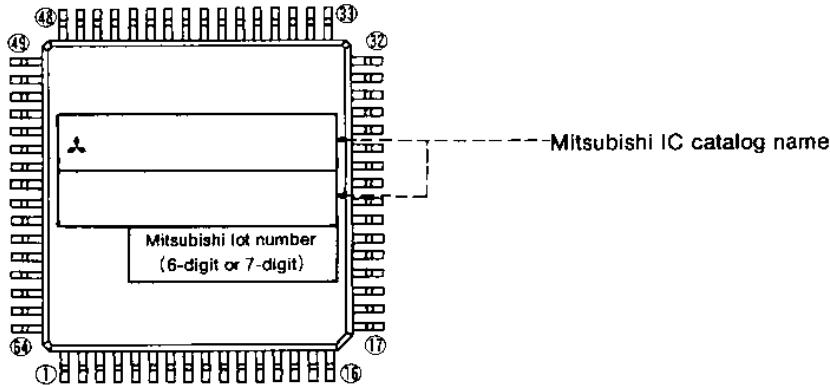 48 33
49 32
Mitsubishi IC catalog name
Mitsubishi lot number
(6-digit or 7-digit)
64 17
1 16